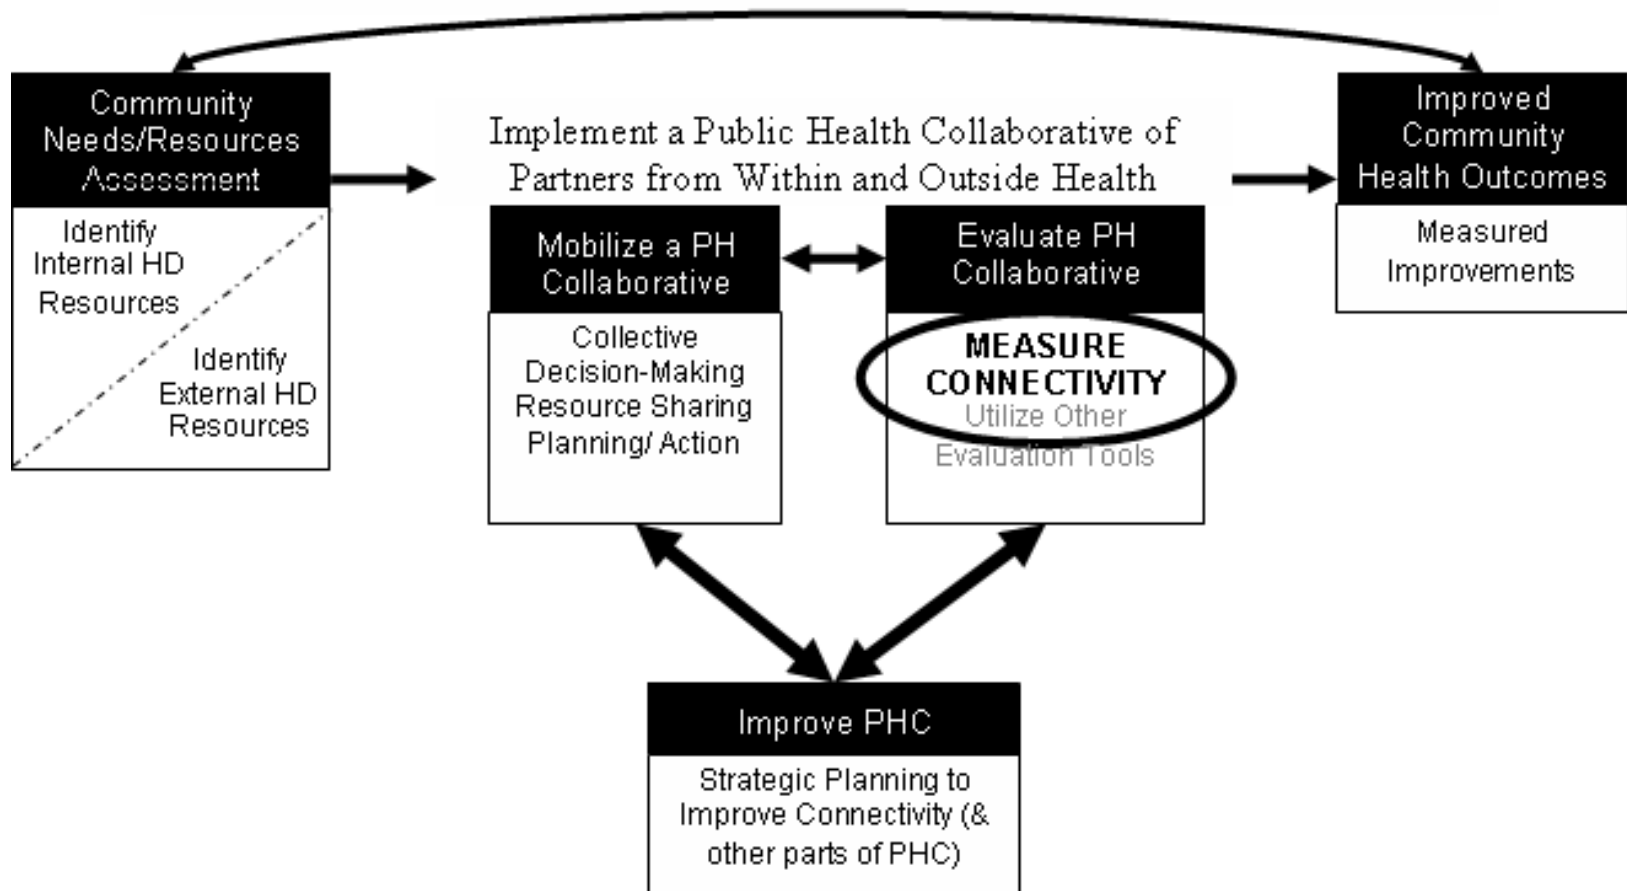 Community
Needs/Resources
Assessment
Identify
Internal HD
Resources
Identify
External HD
Resources
Implement a Public Health Collaborative of
Partners from Within and Outside Health
Mobilize a PH
Collaborative
Collective
Decision-Making
Resource Sharing
Planning/ Action
Evaluate PH
Collaborative
MEASURE
CONNECTIVITY
Utilize Other
Evaluation Tools
Improved
Community
Health Outcomes
Measured
Improvements
Improve PHC
Strategic Planning to
Improve Connectivity (&
other parts of PHC)